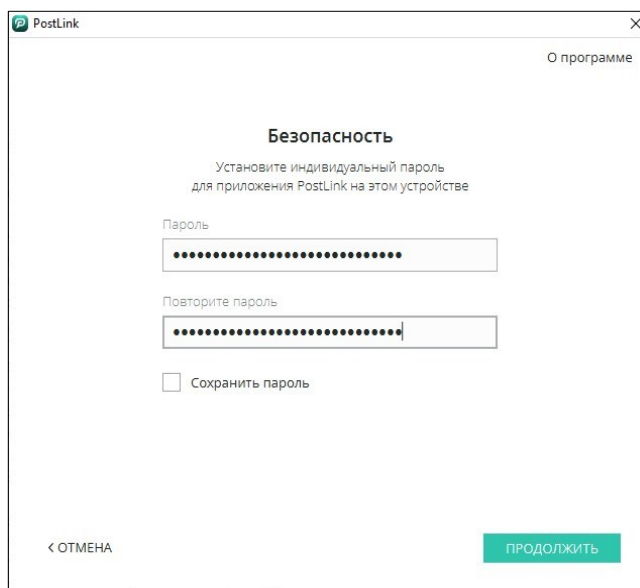 PostLink
О программе
Безопасность
Установите индивидуальный пароль
для приложения PostLink на этом устройстве
Пароль
•••••••••••••••••••••••••••••
Повторите пароль
•••••••••••••••••••••••••••••
Сохранить пароль
< ОТМЕНА
ПРОДОЛЖИТЬ